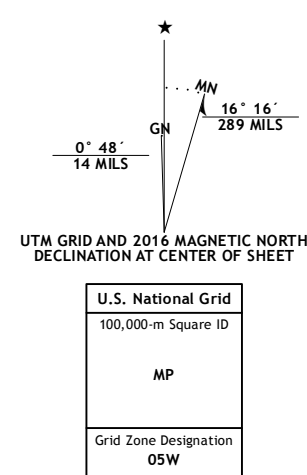 ★
MN
GN
16° 16´
289 MILS
0° 48´
14 MILS
UTM GRID AND 2016 MAGNETIC NORTH
DECLINATION AT CENTER OF SHEET
U.S. National Grid
100,000-m Square ID
MP
Grid Zone Designation
05W